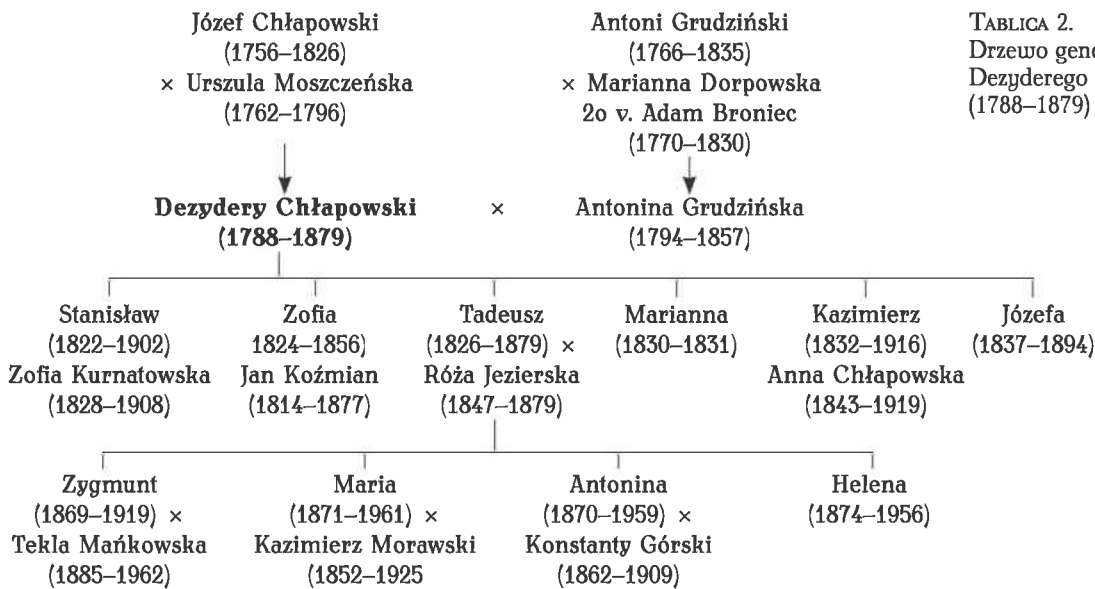 Józef Chłapowski
(1756–1826)
× Urszula Moszczeńska
(1762–1796)
Antoni Grudziński
(1766–1835)
× Marianna Dorpowska
2o v. Adam Broniec
(1770–1830)
TABLICA 2.
Drzewo gene
Dezyderego
(1788–1879)
Dezydery Chłapowski × Antonina Grudzińska
(1788–1879) (1794–1857)
Stanisław Zofia Tadeusz Marianna Kazimierz Józefa
(1822–1902) 1824–1856) (1826–1879) × (1830–1831) (1832–1916) (1837–1894)
Zofia Kurnatowska Jan Koźmian Róża Jezierska Anna Chłapowska
(1828–1908) (1814–1877) (1847–1879) (1843–1919)
Zygmunt Maria Antonina Helena
(1869–1919) × (1871–1961) × (1870–1959) × (1874–1956)
Tekla Mańkowska Kazimierz Morawski Konstanty Górski
(1885–1962) (1852–1925 (1862–1909)